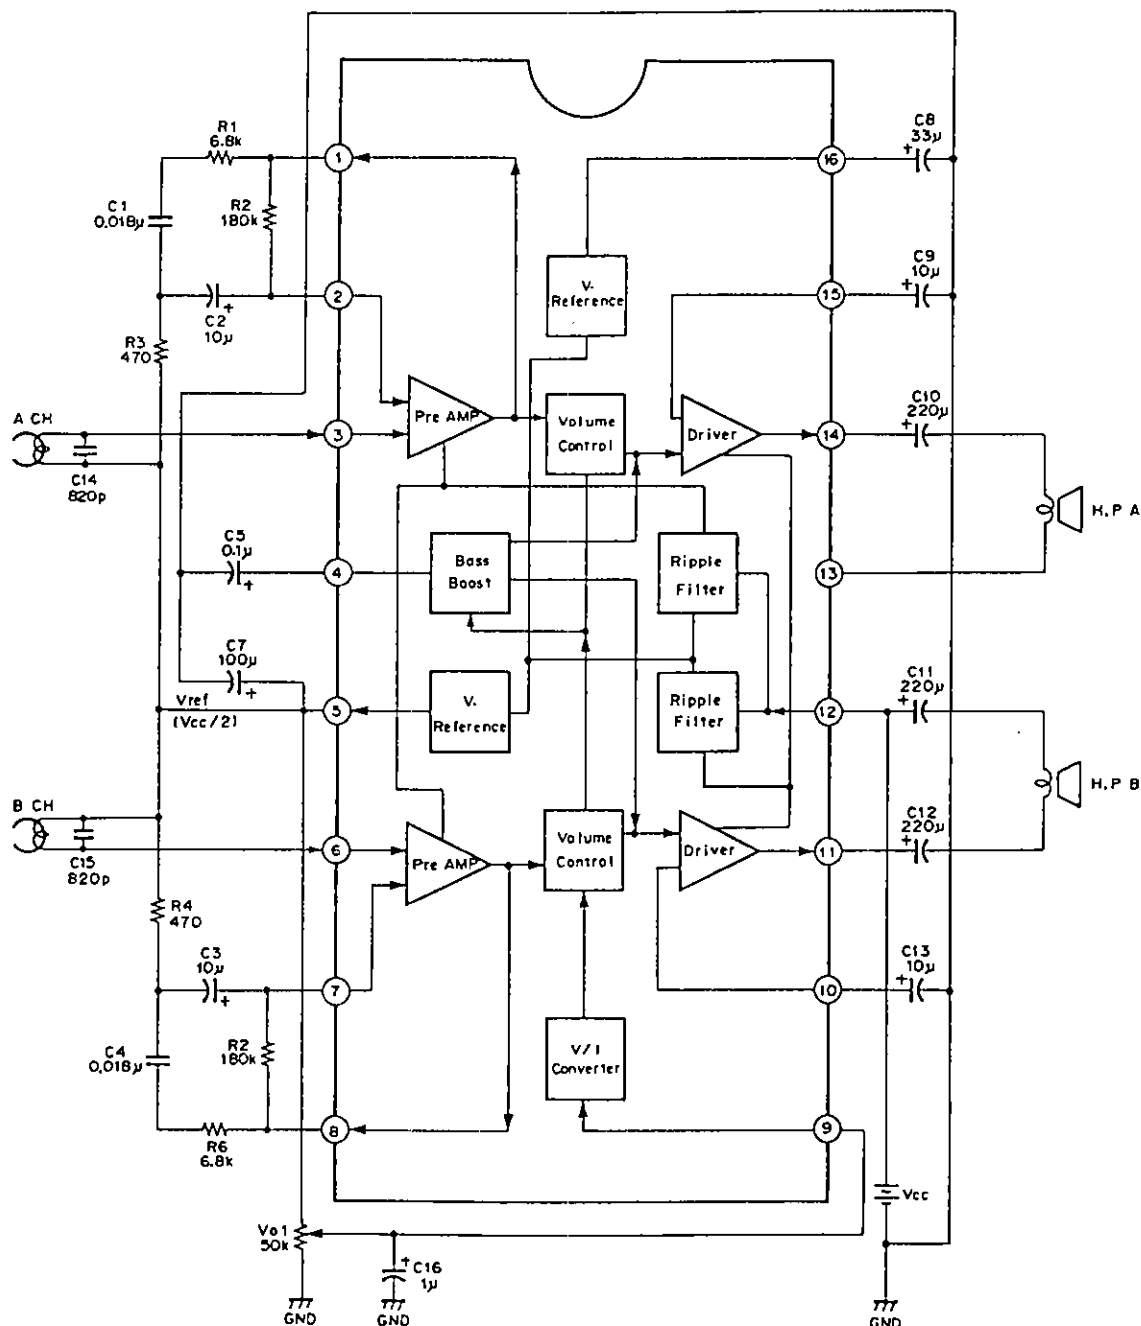 R1
6.8k
1
C1
0.018μ
R2
180k
2
C2
10μ
R3
470
A CH
C14
820p
3
C5
0.1μ
4
C7
100μ
Vref
(Vcc/2)
5
B CH
C15
820p
6
R4
470
C3
10μ
7
C4
0.018μ
R2
180k
R6
6.8k
8
Vol
50k
GND
C16
1μ
GND
Pre AMP
Volume
Control
Bass
Boost
V.
Reference
V.
Reference
Driver
Ripple
Filter
Ripple
Filter
Pre AMP
Volume
Control
Driver
V/I
Converter
C8
33μ
+
16
C9
10μ
+
15
C10
220μ
+
14
H.P A
13
C11
220μ
+
12
H.P B
C12
220μ
+
11
C13
10μ
+
10
9
Vcc
GND